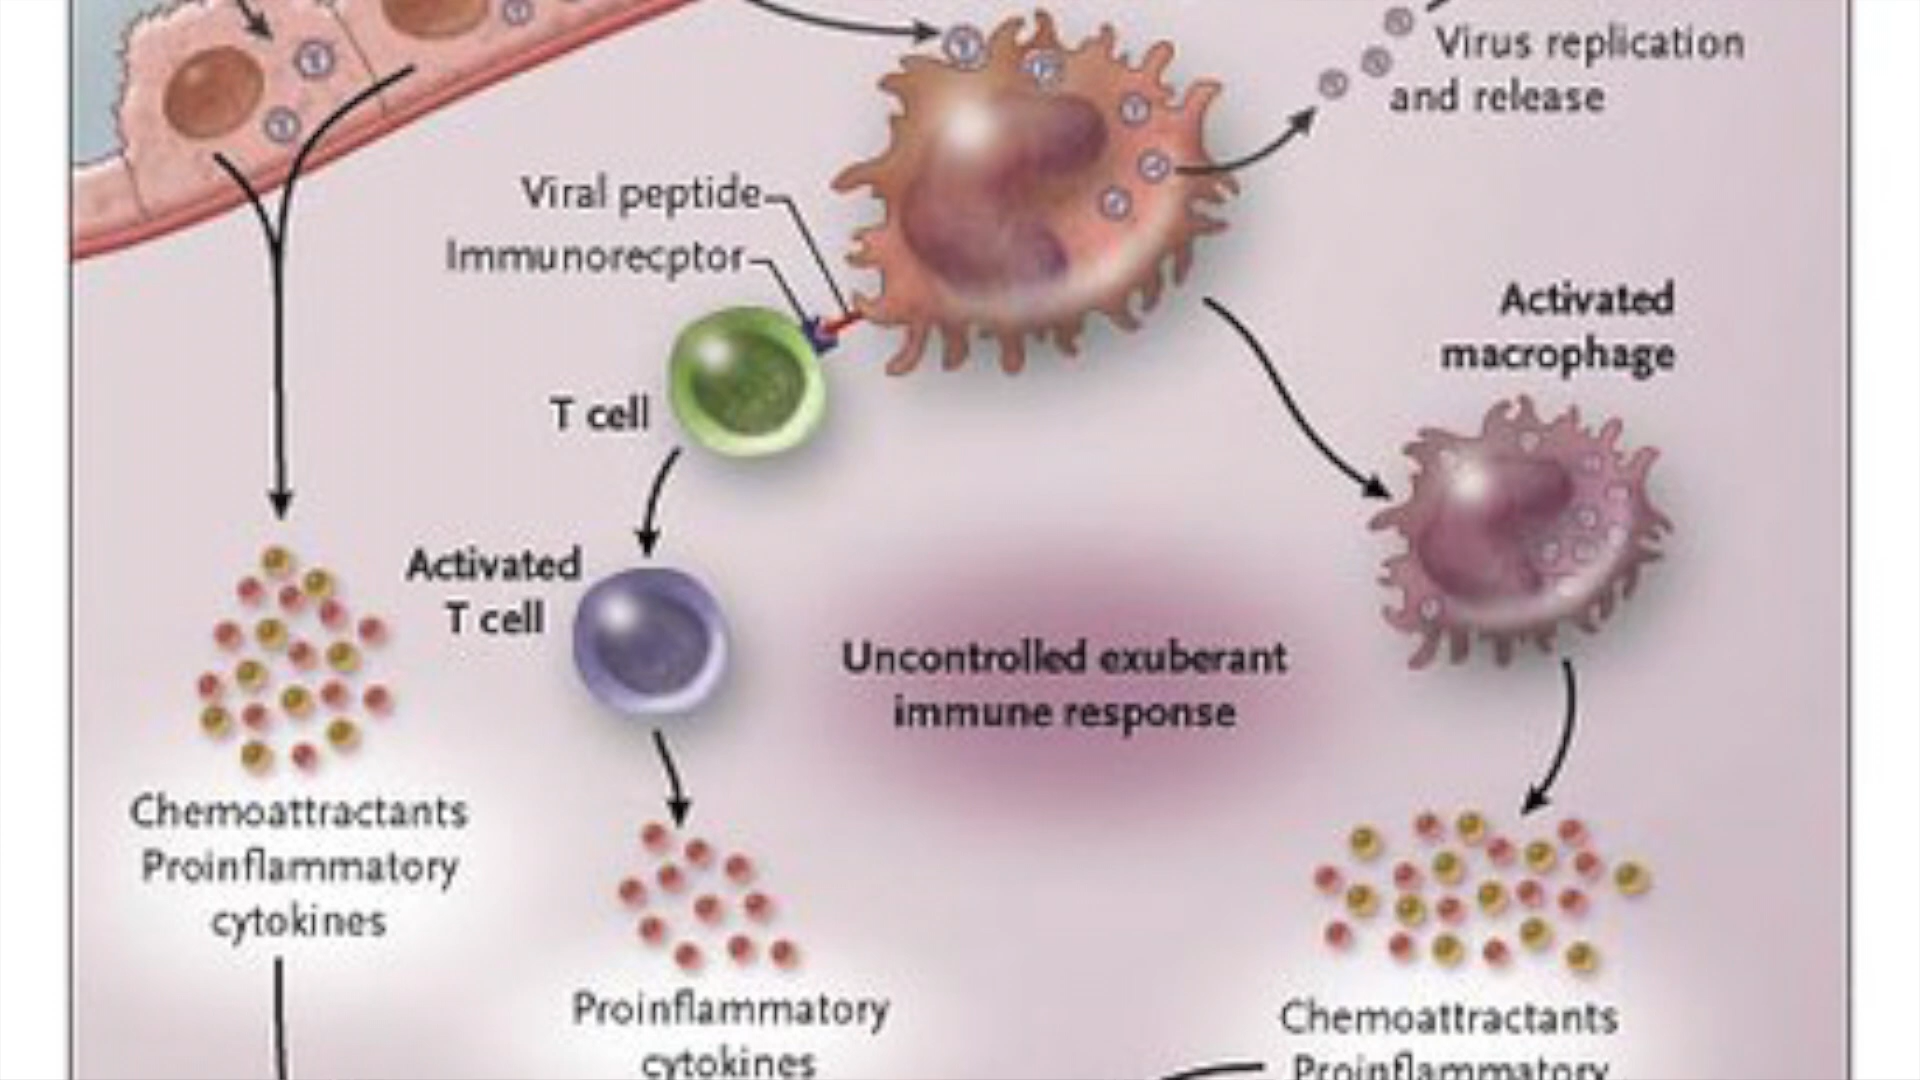 Virus replication
and release
Viral peptide
Immunorecptor
Activated
macrophage
T cell
Activated
T cell
Uncontrolled exuberant
immune response
Chemoattractants
Proinflammatory
cytokines
Proinflammatory
cytokines
Chemoattractants
Proinflammatory